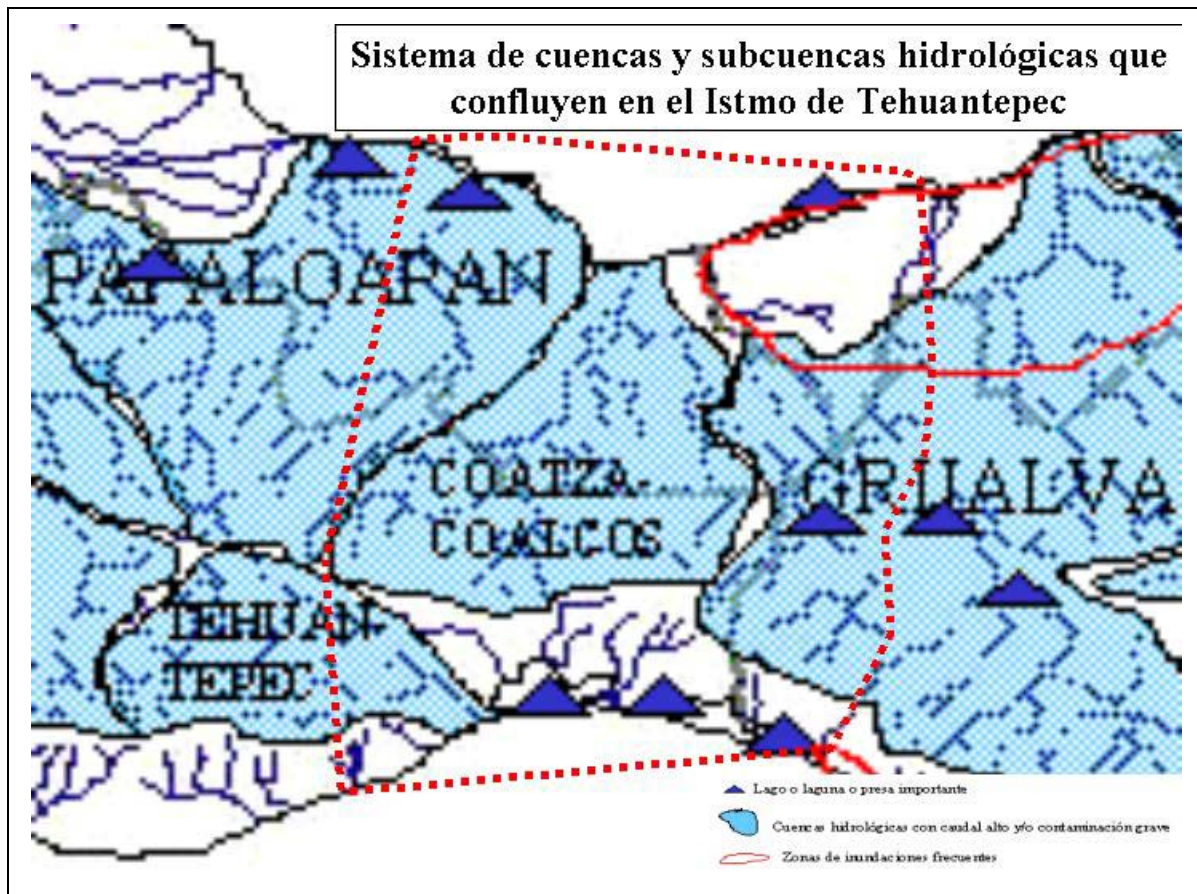 Sistema de cuencas y subcuencas hidrológicas que
confluyen en el Istmo de Tehuantepec
PAPALOAPAN
COATZA-
COALCOS
GRIJALVA
TEHUAN-
TEPEC
Lago o laguna o presa importante
Cuencas hidrológicas con caudal alto y/o contaminación grave
Zonas de inundaciones frecuentes